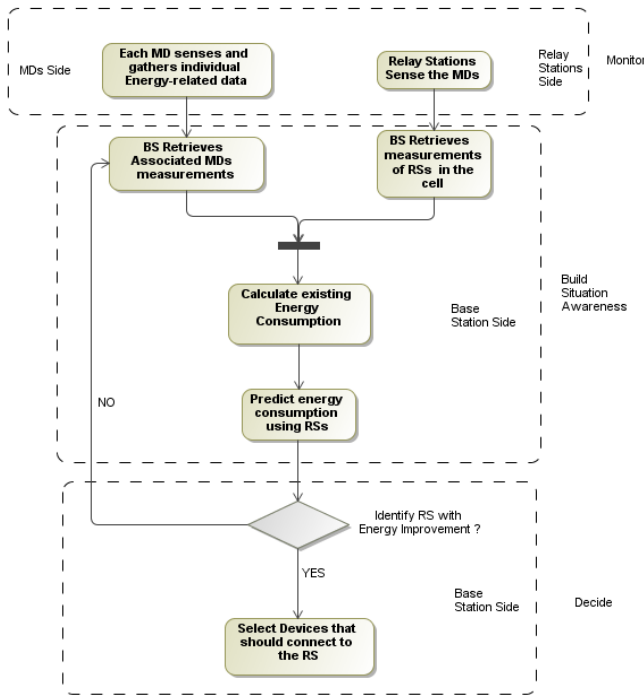 Each MD senses and
gathers individual
Energy-related data
MDs Side
Relay Stations
Sense the MDs
Relay
Stations
Side
Monitor
BS Retrieves
Associated MDs
measurements
BS Retrieves
measurements
of RSs in the
cell
Calculate existing
Energy
Consumption
Base
Station Side
Build
Situation
Awareness
Predict energy
consumption
using RSs
NO
Identify RS with
Energy Improvement ?
YES
Select Devices that
should connect to
the RS
Base
Station Side
Decide